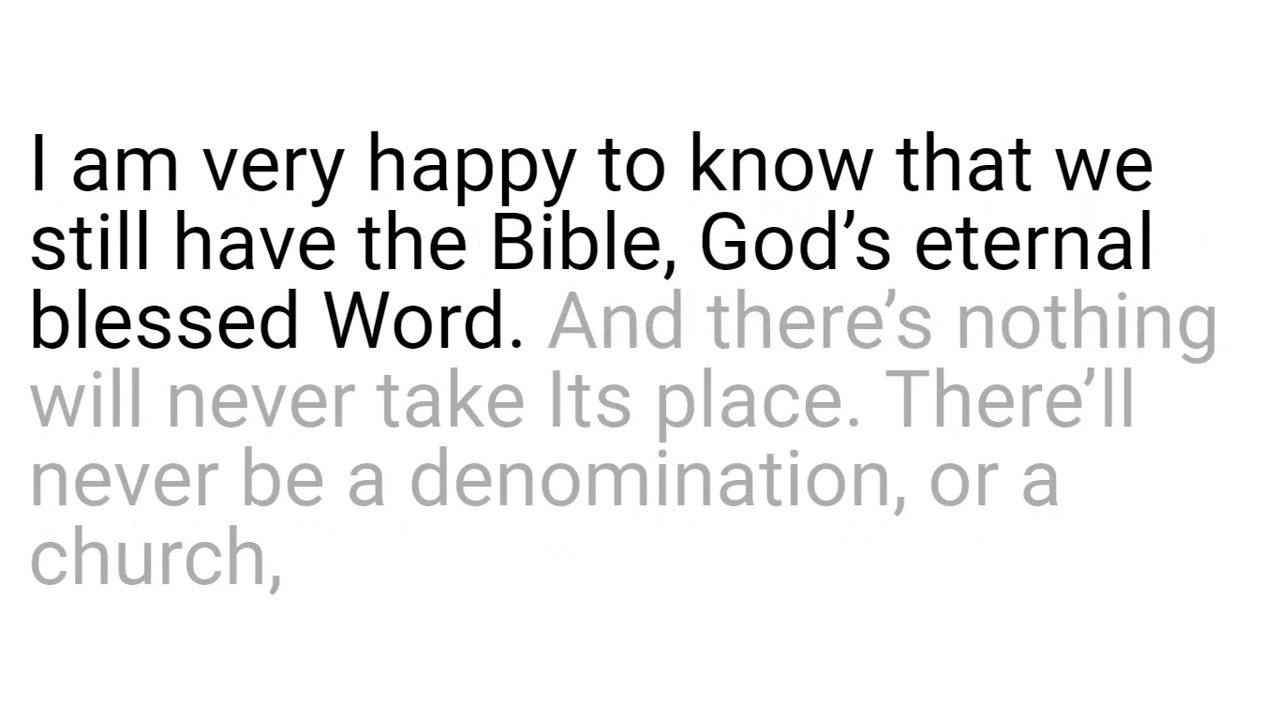 I am very happy to know that we
still have the Bible, God’s eternal
blessed Word. And there’s nothing
will never take Its place. There’ll
never be a denomination, or a
church,